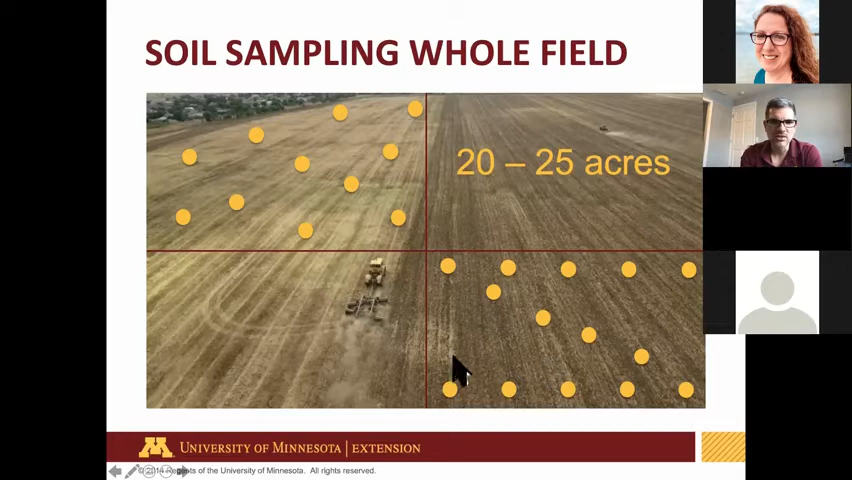 SOIL SAMPLING WHOLE FIELD
20 – 25 acres
UNIVERSITY OF MINNESOTA | EXTENSION
© 2014 Regents of the University of Minnesota. All rights reserved.